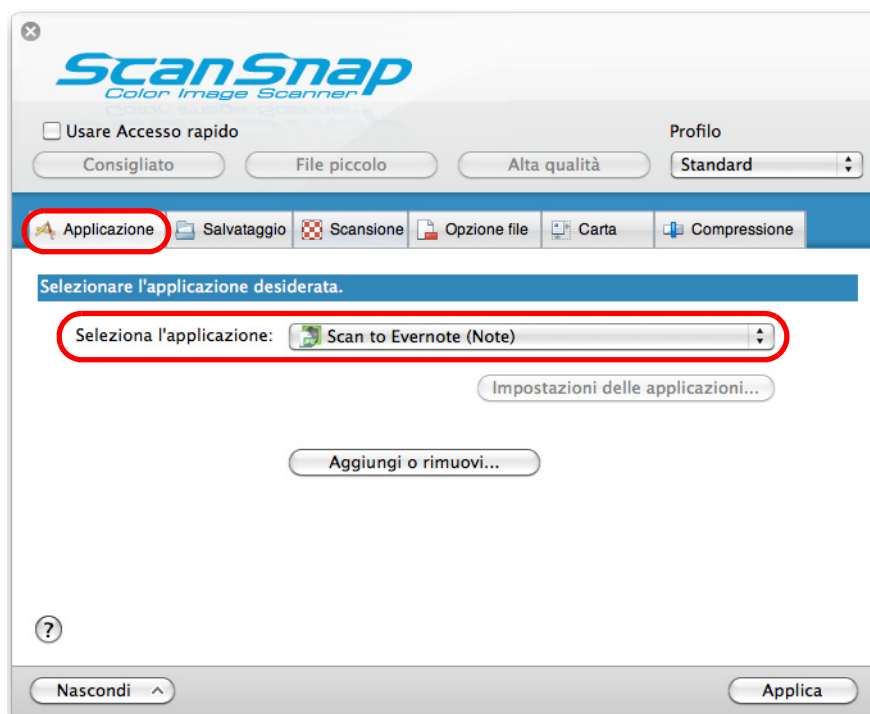 ScanSnap
Color Image Scanner
Usare Accesso rapido
Profilo
Consigliato File piccolo Alta qualità Standard
Applicazione Salvataggio Scansione Opzione file Carta Compressione
Selezionare l'applicazione desiderata.
Seleziona l'applicazione: Scan to Evernote (Note)
Impostazioni delle applicazioni...
Aggiungi o rimuovi...
?
Nascondi Applica